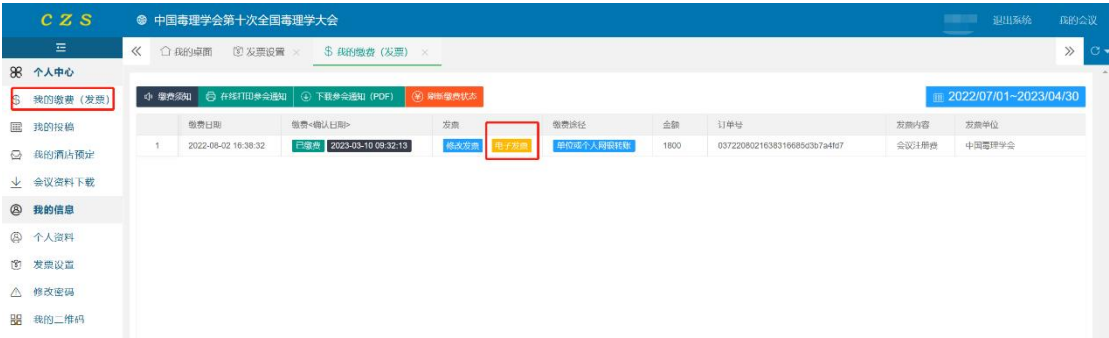 CZS
中国毒理学会第十次全国毒理学大会
退出系统
我的会议
我的桌面
发票设置
我的缴费（发票）
个人中心
我的缴费（发票）
我的投稿
我的酒店预定
会议资料下载
我的信息
个人资料
发票设置
修改密码
我的二维码
缴费须知
在线打印参会通知
下载参会通知（PDF）
刷新缴费状态
2022/07/01~2023/04/30
缴费日期 缴费<确认日期> 发票 缴费途径 金额 订单号 发票内容 发票单位
1 2022-08-02 16:38:32 已缴费 2023-03-10 09:32:13 修改发票 电子发票 单位或个人网银转账 1800 0372208021638316685d3b7a4fd7 会议注册费 中国毒理学会